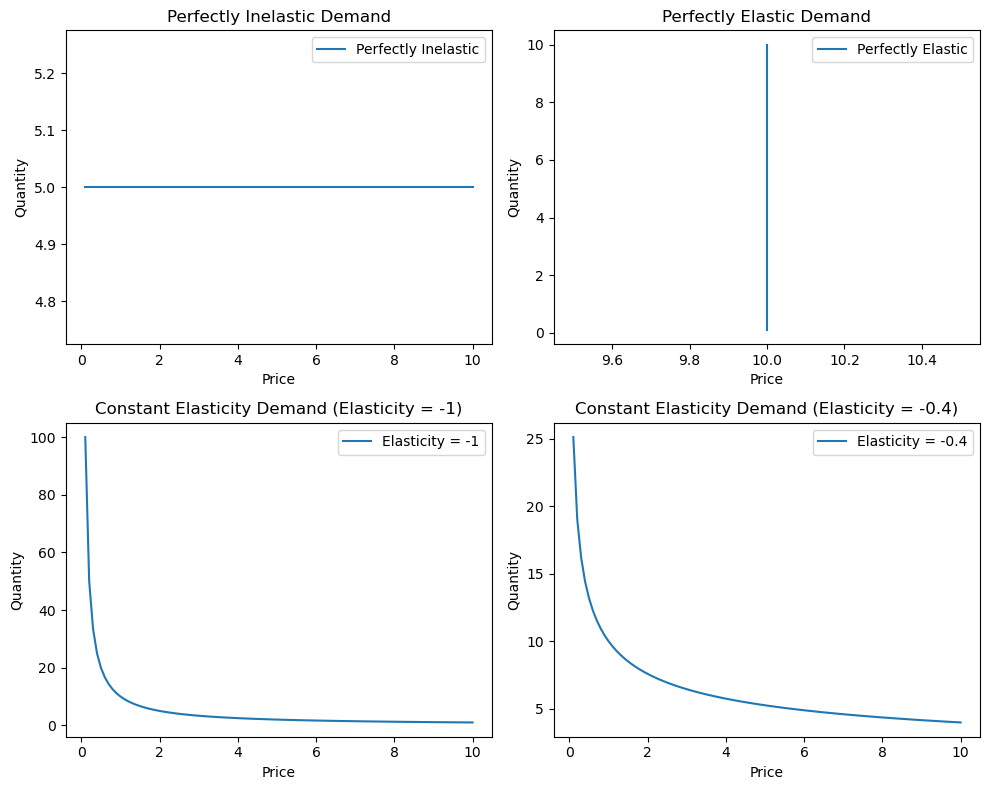 Perfectly Inelastic Demand
Perfectly Inelastic
5.2
5.1
5.0
4.9
4.8
Quantity
0 2 4 6 8 10
Price
Perfectly Elastic Demand
Perfectly Elastic
10
8
6
4
2
0
Quantity
9.6 9.8 10.0 10.2 10.4
Price
Constant Elasticity Demand (Elasticity = -1)
Elasticity = -1
100
80
60
40
20
0
Quantity
0 2 4 6 8 10
Price
Constant Elasticity Demand (Elasticity = -0.4)
Elasticity = -0.4
25
20
15
10
5
Quantity
0 2 4 6 8 10
Price